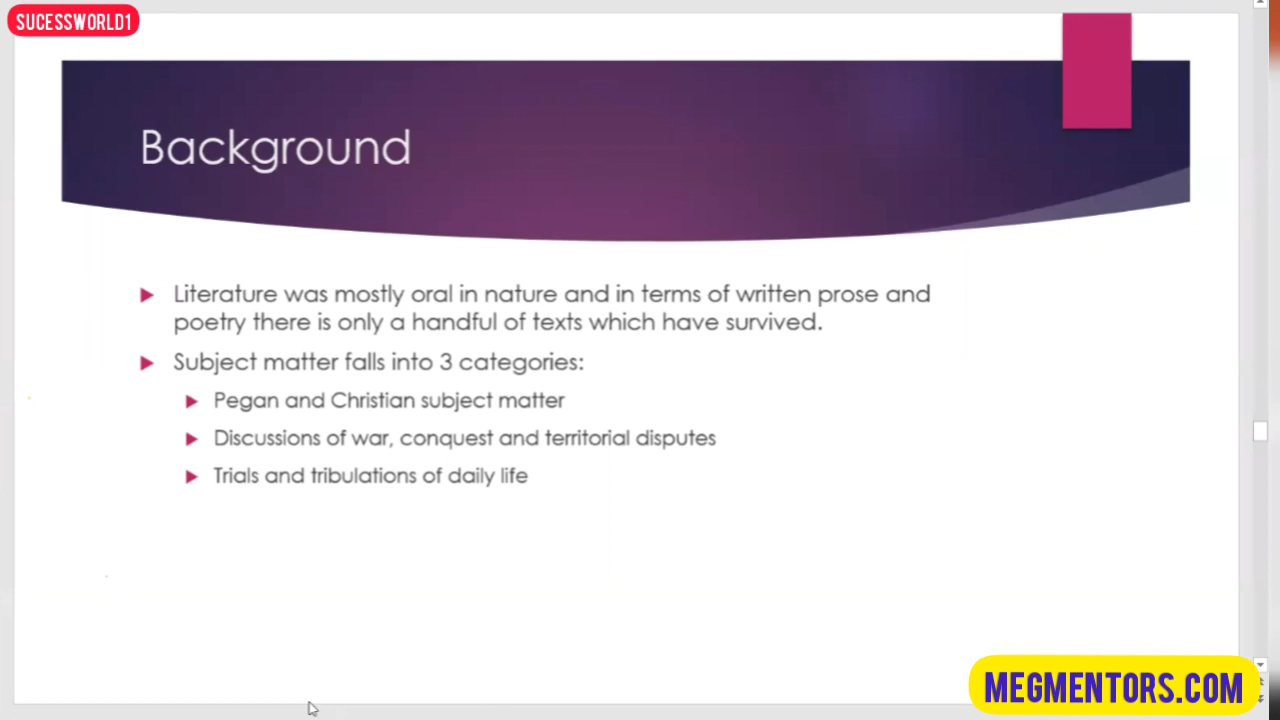 SUCESSWORLD1
Background
Literature was mostly oral in nature and in terms of written prose and
poetry there is only a handful of texts which have survived.
Subject matter falls into 3 categories:
Pegan and Christian subject matter
Discussions of war, conquest and territorial disputes
Trials and tribulations of daily life
MEGMENTORS.COM